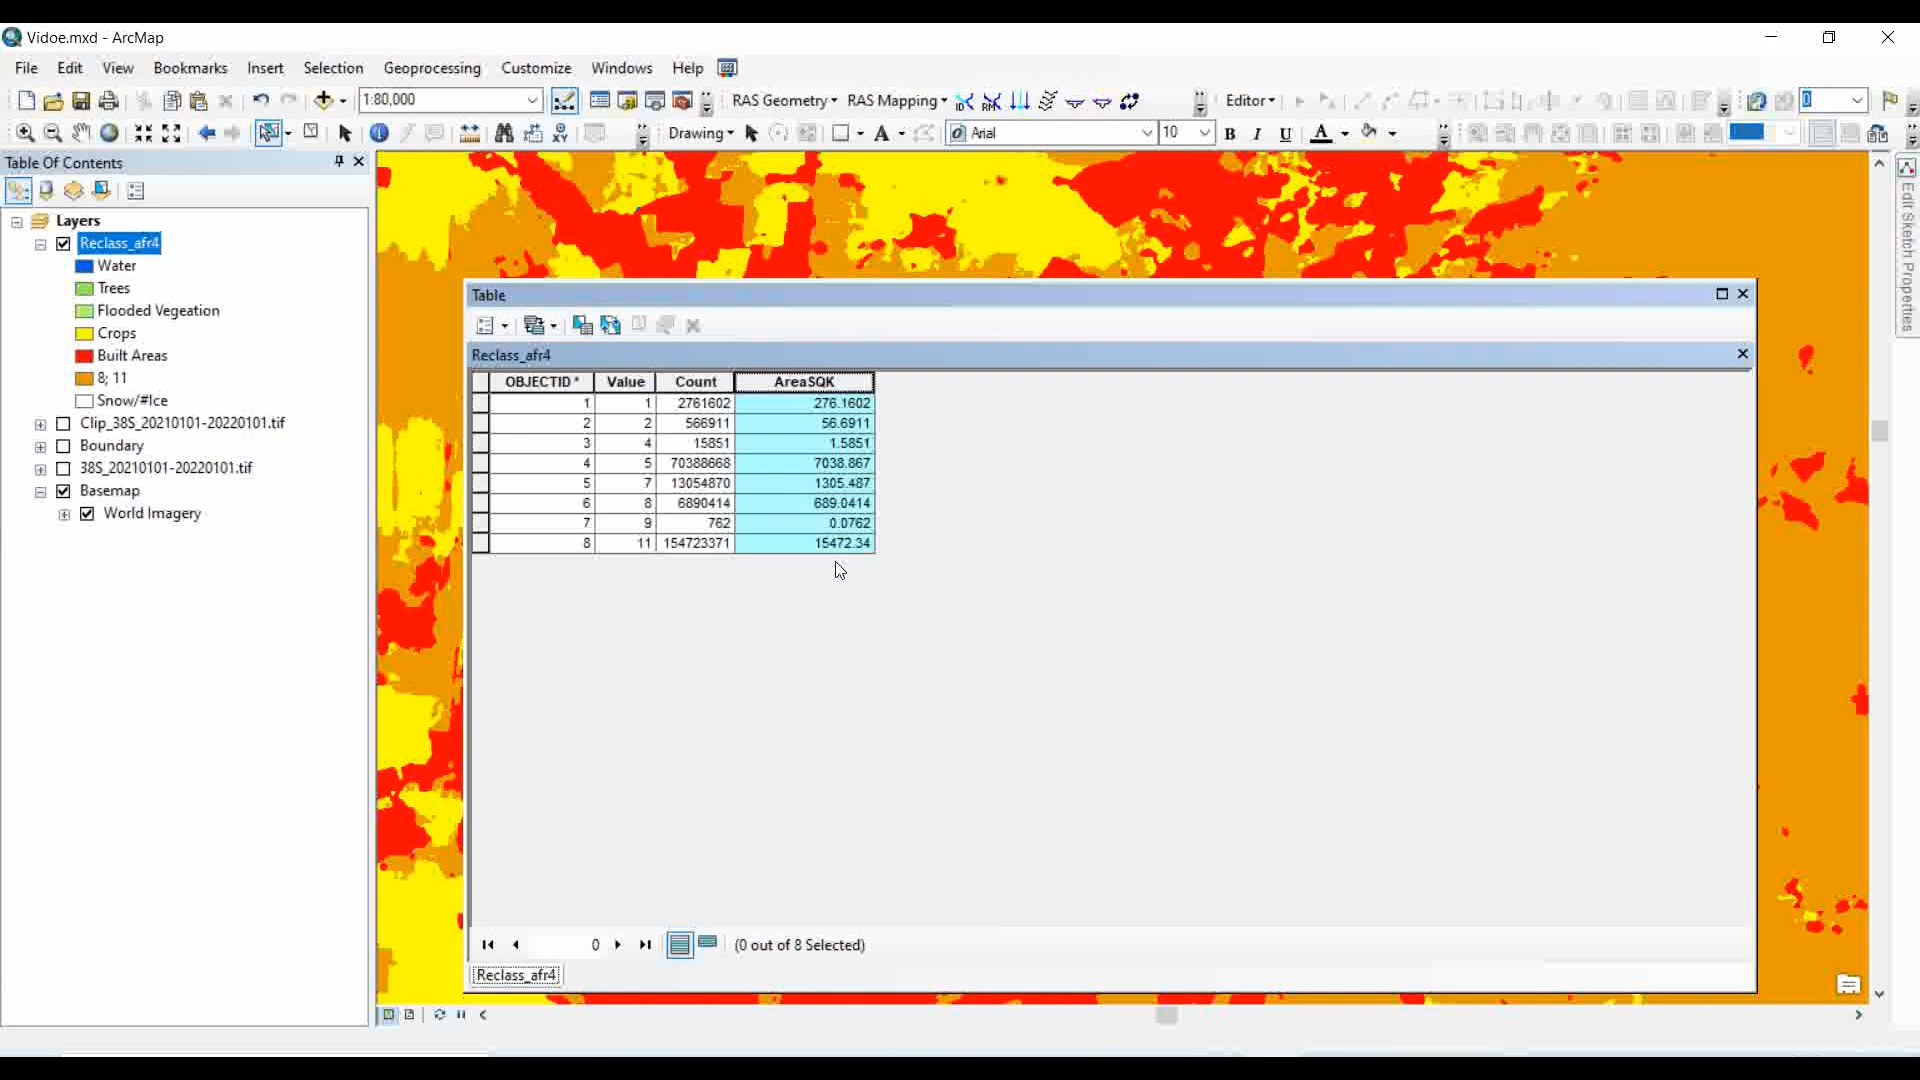 Vidoe.mxd - ArcMap
File Edit View Bookmarks Insert Selection Geoprocessing Customize Windows Help
1:80,000 RAS Geometry RAS Mapping Editor 0
Drawing A Arial 10 B I U A
Table Of Contents
Layers
Reclass_afr4
Water
Trees
Flooded Vegeation
Crops
Built Areas
8; 11
Snow/#Ice
Clip_38S_20210101-20220101.tif
Boundary
38S_20210101-20220101.tif
Basemap
World Imagery
Table
Reclass_afr4
OBJECTID * Value Count AreaSQK
1 1 2761602 276.1602
2 2 566911 56.6911
3 4 15851 1.5851
4 5 70388668 7038.867
5 7 13054870 1305.487
6 8 6890414 689.0414
7 9 762 0.0762
8 11 154723371 15472.34
0 (0 out of 8 Selected)
Reclass_afr4
Edit Sketch Properties